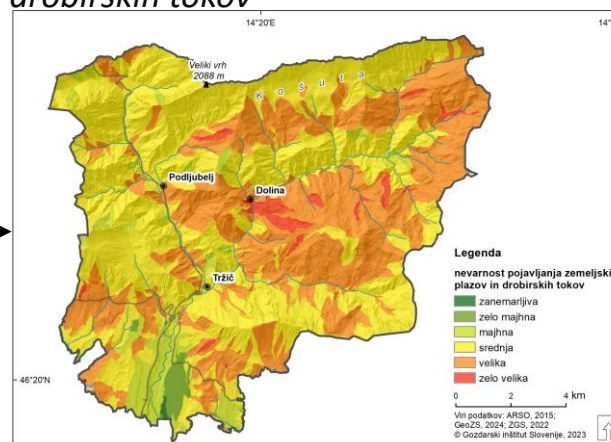 drobirskih tokov
14°20'E
14°
Veliki vrh
2088 m
Košuta
Podljubelj
Dolina
Tržič
46°20'N
Legenda
nevarnost pojavljanja zemeljski
plazov in drobirskih tokov
zanemarljiva
zelo majhna
majhna
srednja
velika
zelo velika
0 2 4 km
Viri podatkov: ARSO, 2015;
GeoZS, 2024; ZGS, 2022
© Gozdarski inštitut Slovenije, 2023